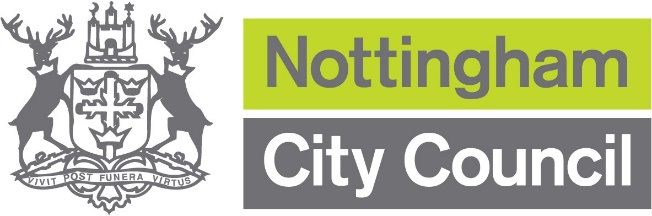 Nottingham
City Council
VIVIT POST FUNERA VIRTUS